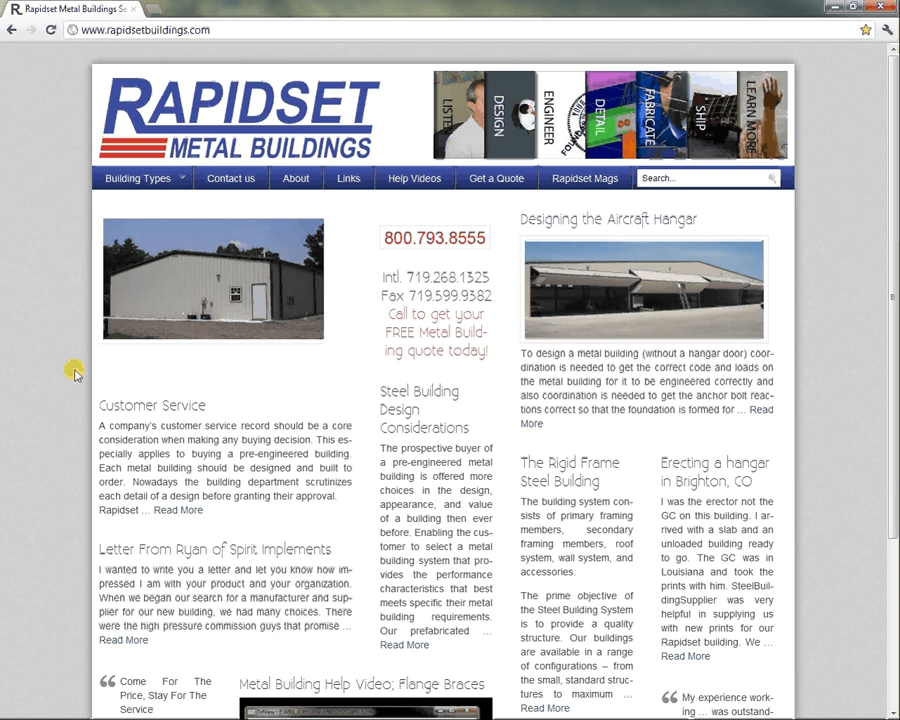 Rapidset Metal Buildings Se
www.rapidsetbuildings.com
RAPIDSET
METAL BUILDINGS
LISTEN
DESIGN
ENGINEER
DETAIL
FABRICATE
SHIP
LEARN MORE
Building Types
Contact us
About
Links
Help Videos
Get a Quote
Rapidset Mags
Search...
800.793.8555
Intl. 719.268.1325
Fax 719.599.9382
Call to get your
FREE Metal Build-
ing quote today!
Designing the Aircraft Hangar
To design a metal building (without a hangar door) coor-
dination is needed to get the correct code and loads on
the metal building for it to be engineered correctly and
also coordination is needed to get the anchor bolt reac-
tions correct so that the foundation is formed for ... Read
More
Customer Service
A company's customer service record should be a core
consideration when making any buying decision. This es-
pecially applies to buying a pre-engineered building.
Each metal building should be designed and built to
order. Nowadays the building department scrutinizes
each detail of a design before granting their approval.
Rapidset ... Read More
Letter From Ryan of Spirit Implements
I wanted to write you a letter and let you know how im-
pressed I am with your product and your organization.
When we began our search for a manufacturer and sup-
plier for our new building, we had many choices. There
were the high pressure commission guys that promise ...
Read More
Come For The
Price, Stay For The
Service
Steel Building
Design
Considerations
The prospective buyer of
a pre-engineered metal
building is offered more
choices in the design,
appearance, and value
of a building then ever
before. Enabling the cus-
tomer to select a metal
building system that pro-
vides the performance
characteristics that best
meets specific their metal
building requirements.
Our prefabricated ...
Read More
Metal Building Help Video; Flange Braces
The Rigid Frame
Steel Building
The building system con-
sists of primary framing
members, secondary
framing members, roof
system, wall system, and
accessories.
The prime objective of
the Steel Building System
is to provide a quality
structure. Our buildings
are available in a range
of configurations – from
the small, standard struc-
tures to maximum ...
Read More
Erecting a hangar
in Brighton, CO
I was the erector not the
GC on this building. I ar-
rived with a slab and an
unloaded building ready
to go. The GC was in
Louisiana and took the
prints with him. SteelBuil-
dingSupplier was very
helpful in supplying us
with new prints for our
Rapidset building. We ...
Read More
My experience work-
ing ... was outstand-